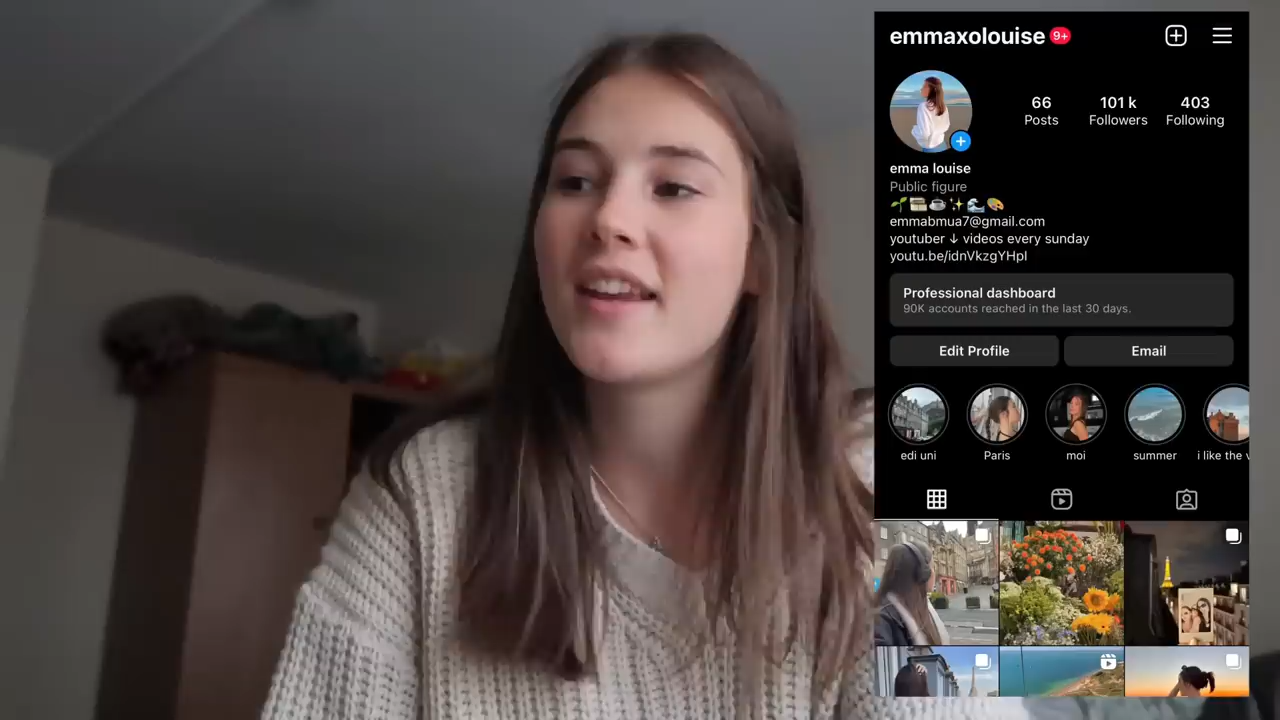 emmaxolouise 9+
66 101 k 403
Posts Followers Following
emma louise
Public figure
emmabmua7@gmail.com
youtuber ↓ videos every sunday
youtu.be/idnVkzgYHpI
Professional dashboard
90K accounts reached in the last 30 days.
Edit Profile Email
edi uni Paris moi summer i like the v